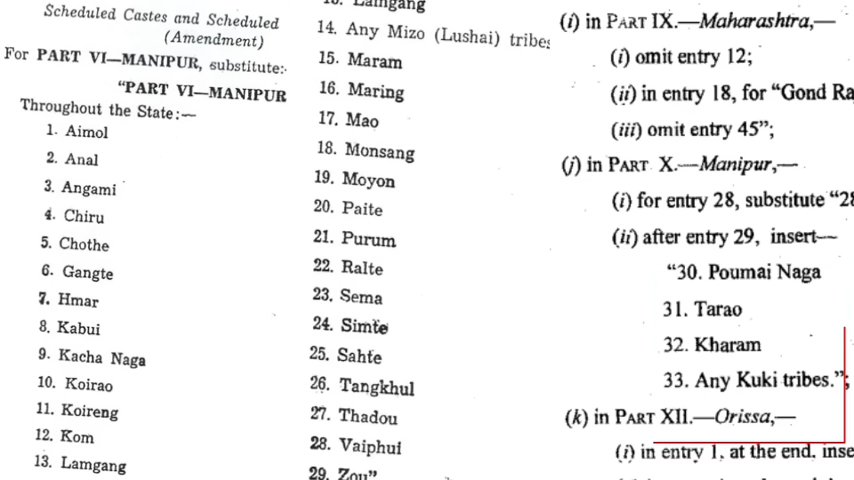 Scheduled Castes and Scheduled
(Amendment)
For PART VI—MANIPUR, substitute:-
"PART VI—MANIPUR
Throughout the State:—
1. Aimol
2. Anal
3. Angami
4. Chiru
5. Chothe
6. Gangte
7. Hmar
8. Kabui
9. Kacha Naga
10. Koirao
11. Koireng
12. Kom
13. Lamgang
13. Lamgang
14. Any Mizo (Lushai) tribes
15. Maram
16. Maring
17. Mao
18. Monsang
19. Moyon
20. Paite
21. Purum
22. Ralte
23. Sema
24. Simte
25. Sahte
26. Tangkhul
27. Thadou
28. Vaiphui
29. Zou"
(i) in PART IX.—Maharashtra,—
(i) omit entry 12;
(ii) in entry 18, for "Gond Ra
(iii) omit entry 45";
(j) in PART X.—Manipur,—
(i) for entry 28, substitute "28
(ii) after entry 29, insert—
"30. Poumai Naga
31. Tarao
32. Kharam
33. Any Kuki tribes.";
(k) in PART XII.—Orissa,—
(i) in entry 1, at the end, inse